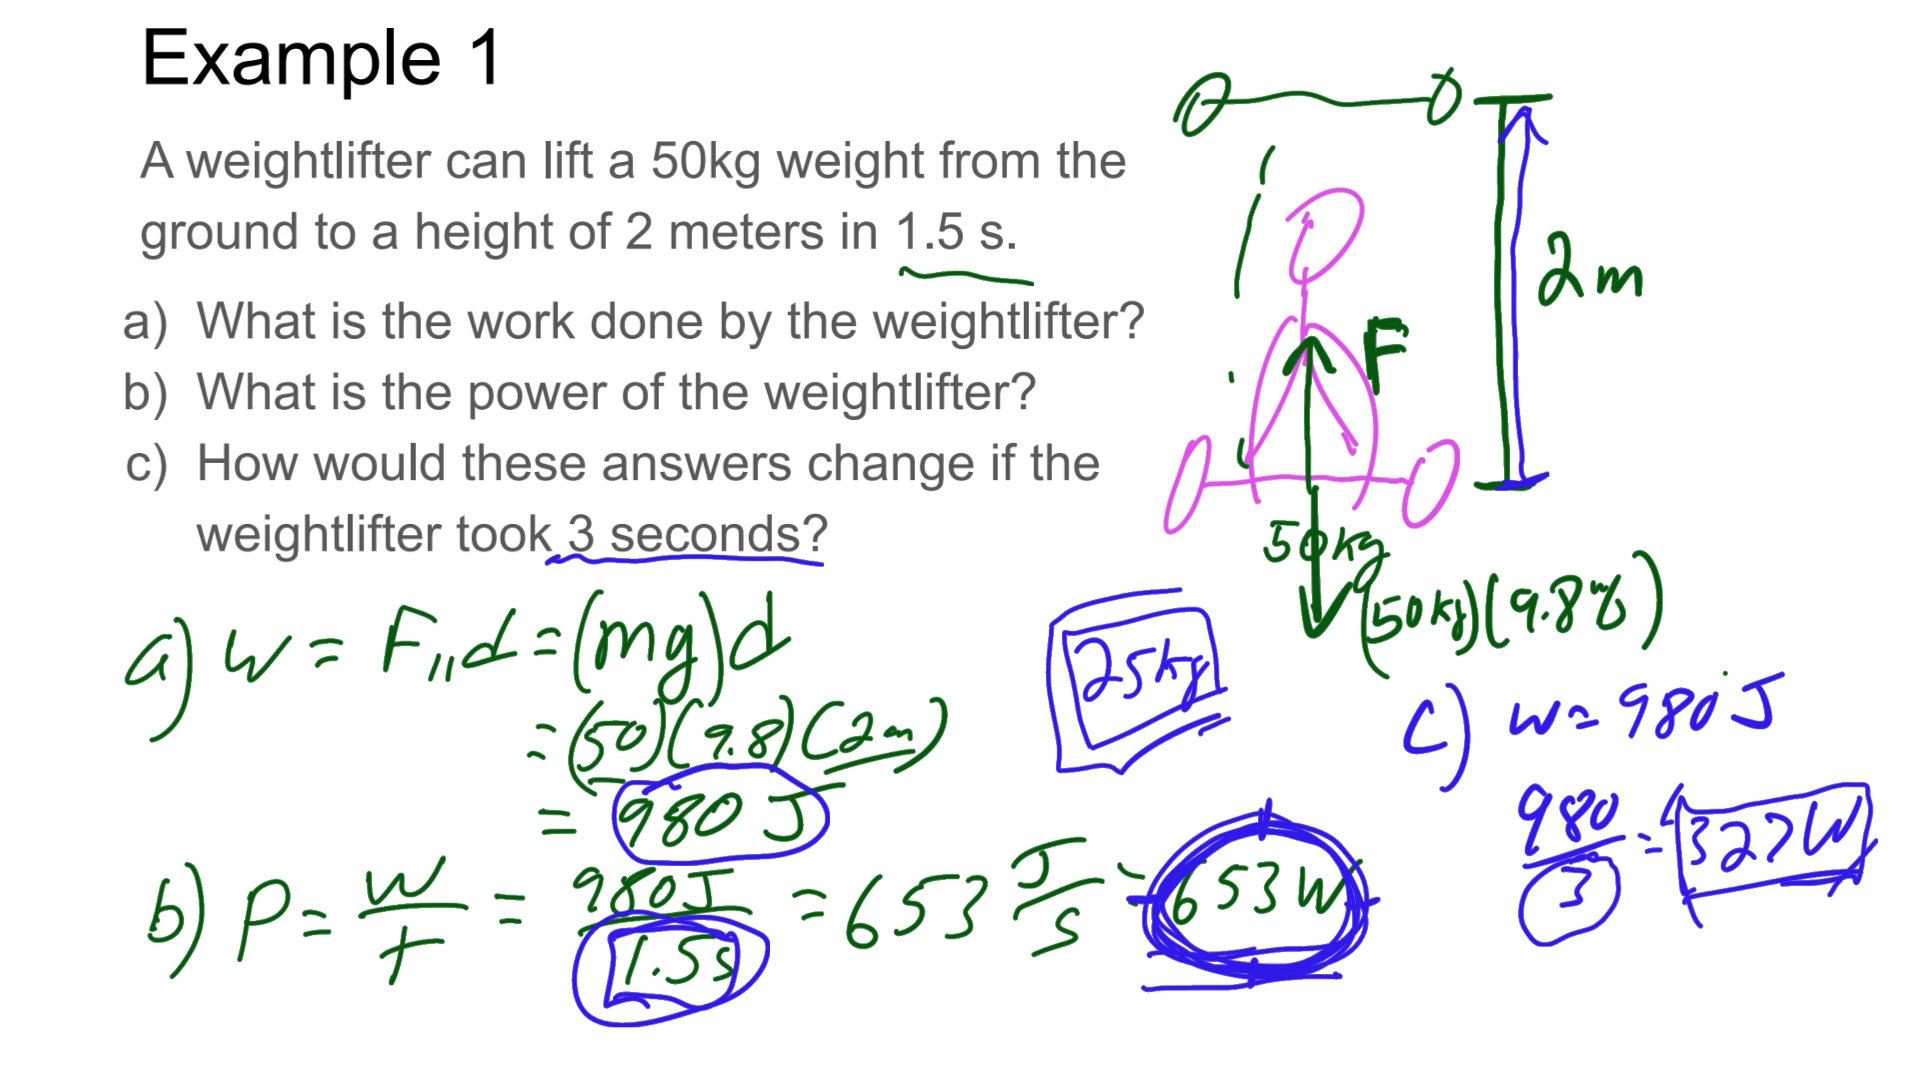 Example 1
A weightlifter can lift a 50kg weight from the
ground to a height of 2 meters in 1.5 s.
a) What is the work done by the weightlifter?
b) What is the power of the weightlifter?
c) How would these answers change if the
weightlifter took 3 seconds?
2m
F
50kg
(50kg)(9.8 )
a) W = F||d = (mg)d
= (50)(9.8)(2m)
= 980 J
25kg
b) P = W/t = 980J/1.5s = 653 J/s = 653 W
c) W = 980 J
980/3 = 327W